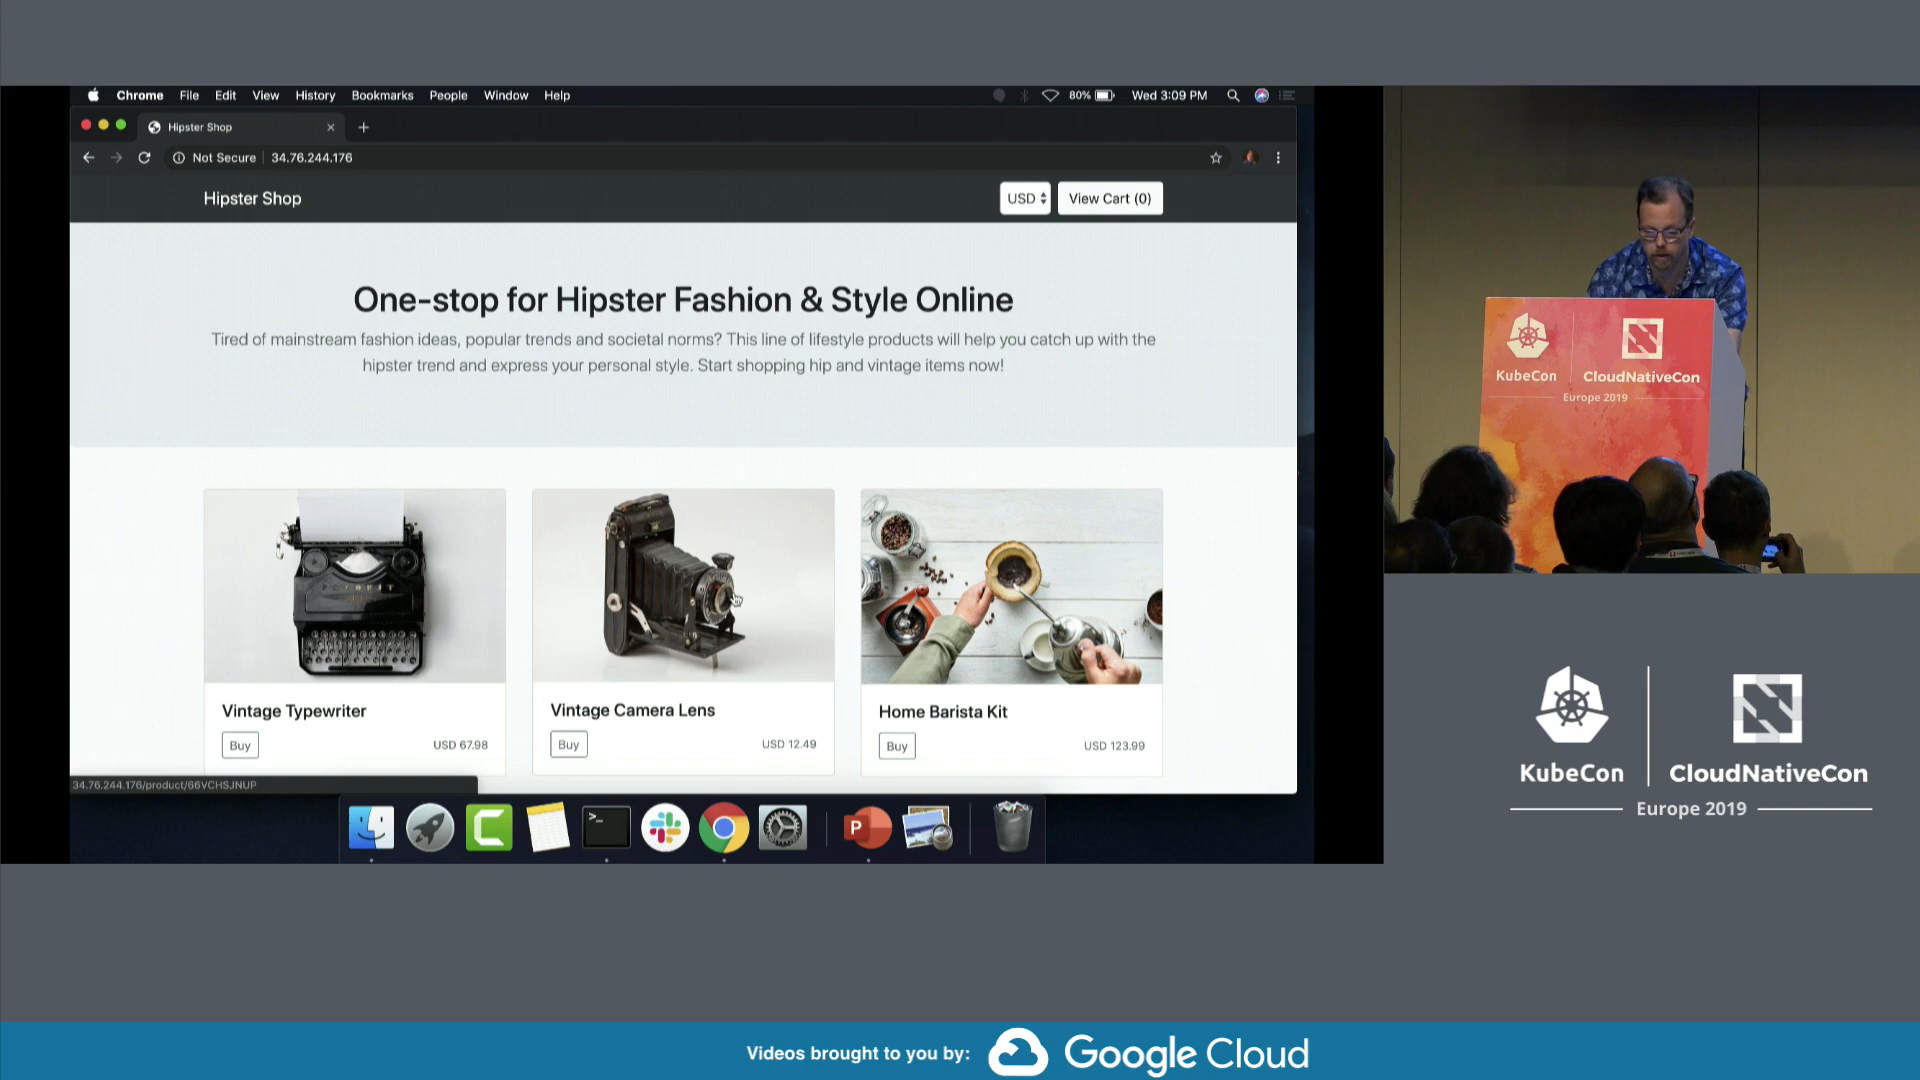 Chrome File Edit View History Bookmarks People Window Help
80% Wed 3:09 PM
Hipster Shop
Not Secure 34.76.244.176
Hipster Shop
USD View Cart (0)
One-stop for Hipster Fashion & Style Online
Tired of mainstream fashion ideas, popular trends and societal norms? This line of lifestyle products will help you catch up with the
hipster trend and express your personal style. Start shopping hip and vintage items now!
Vintage Typewriter
Buy USD 67.98
Vintage Camera Lens
Buy USD 12.49
Home Barista Kit
Buy USD 123.99
34.76.244.176/product/66VCHSJNUP
P
KubeCon CloudNativeCon
Europe 2019
KubeCon CloudNativeCon
Europe 2019
Videos brought to you by: Google Cloud